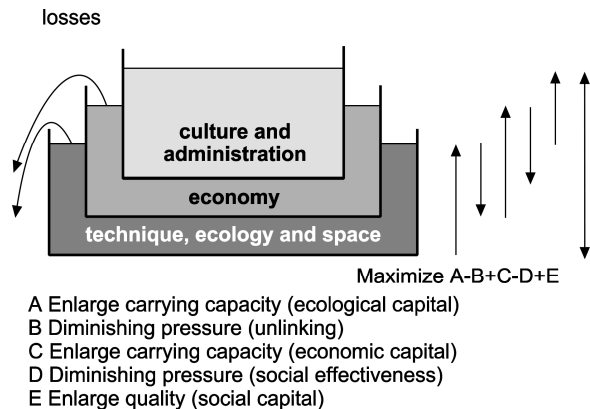 losses
culture and
administration
economy
technique, ecology and space
Maximize A-B+C-D+E
A Enlarge carrying capacity (ecological capital)
B Diminishing pressure (unlinking)
C Enlarge carrying capacity (economic capital)
D Diminishing pressure (social effectiveness)
E Enlarge quality (social capital)